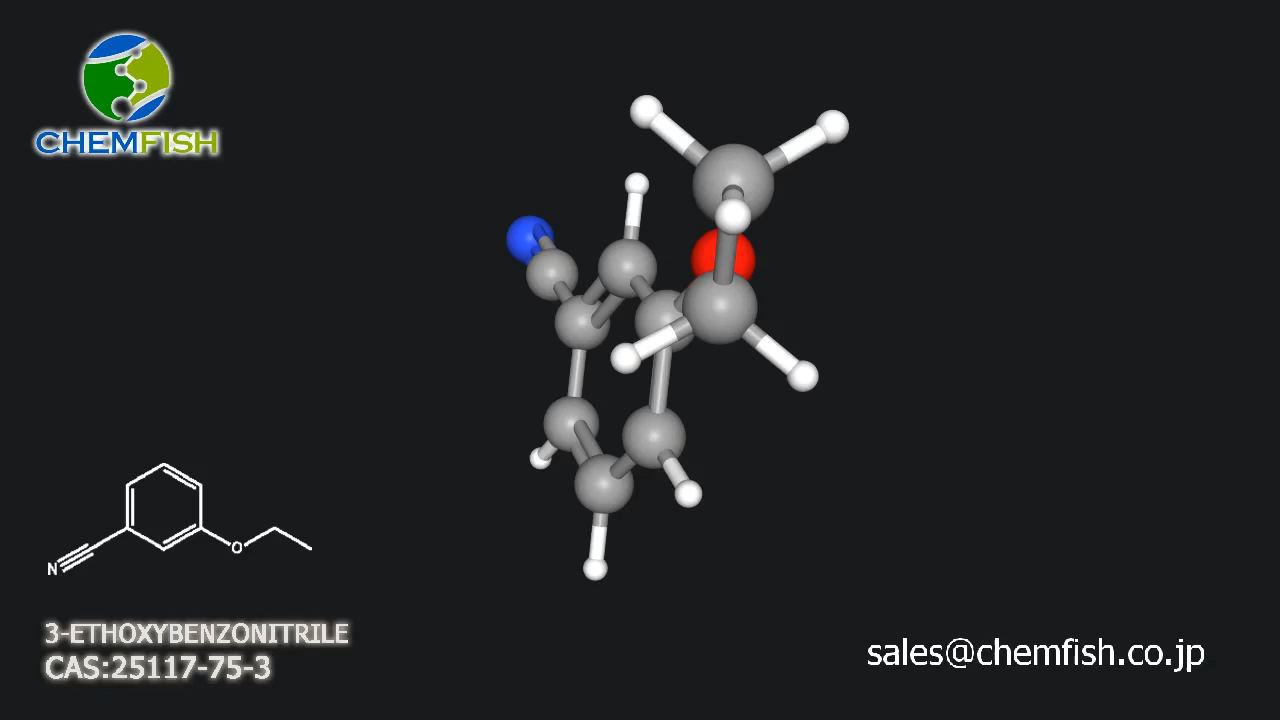 CHEMFISH
N
O
3-ETHOXYBENZONITRILE
CAS:25117-75-3
sales@chemfish.co.jp